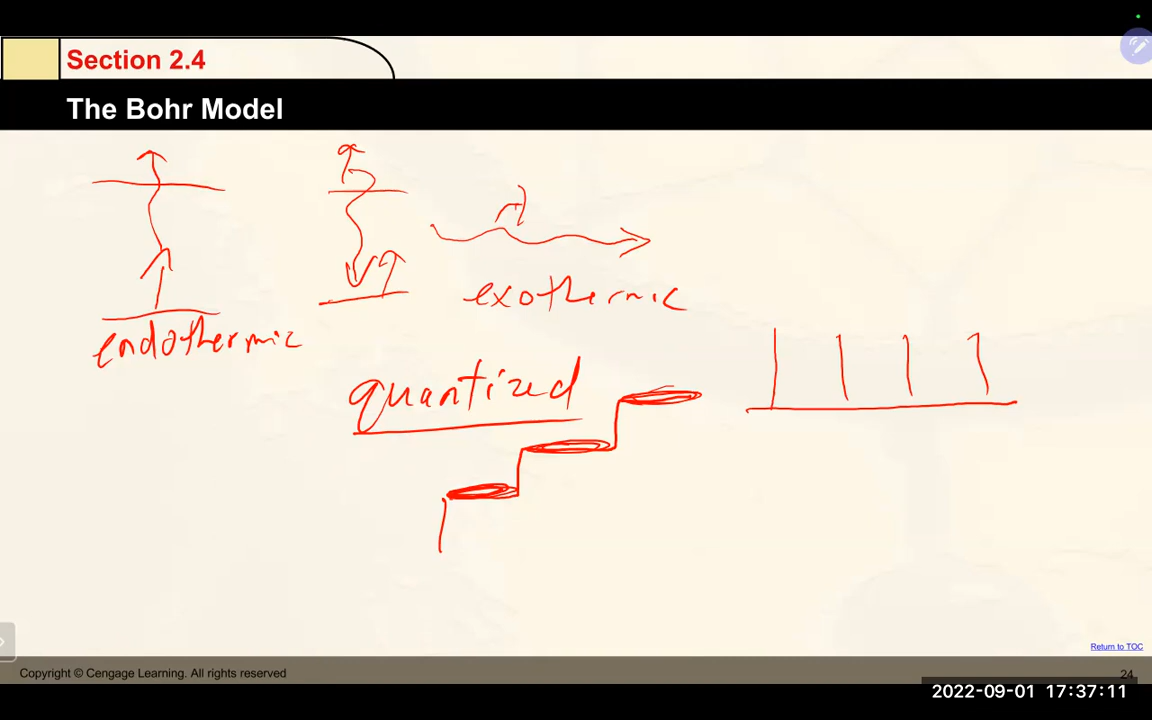 Section 2.4
The Bohr Model
λ
exothermic
endothermic
quantized
Return to TOC
Copyright © Cengage Learning. All rights reserved
24
2022-09-01 17:37:11